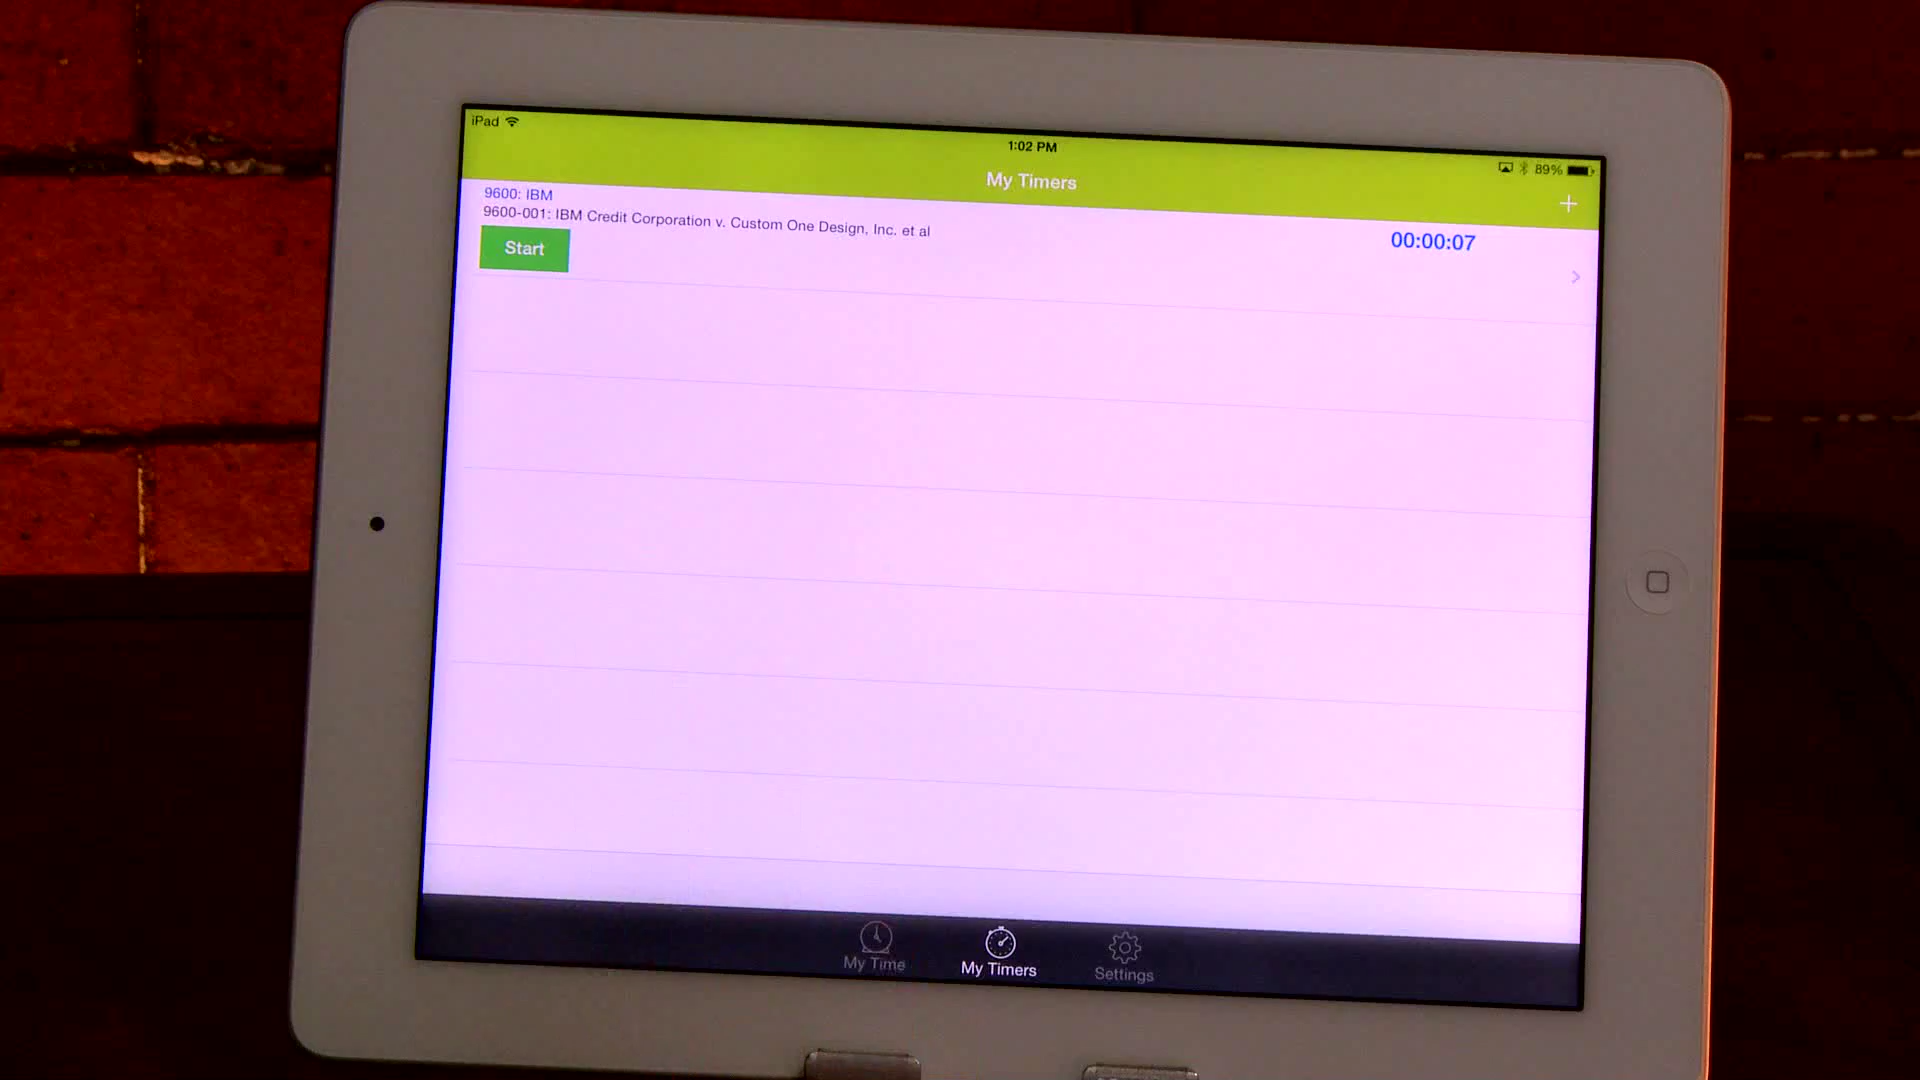 iPad
1:02 PM
89%
My Timers
+
9600: IBM
9600-001: IBM Credit Corporation v. Custom One Design, Inc. et al
00:00:07
Start
My Time
My Timers
Settings